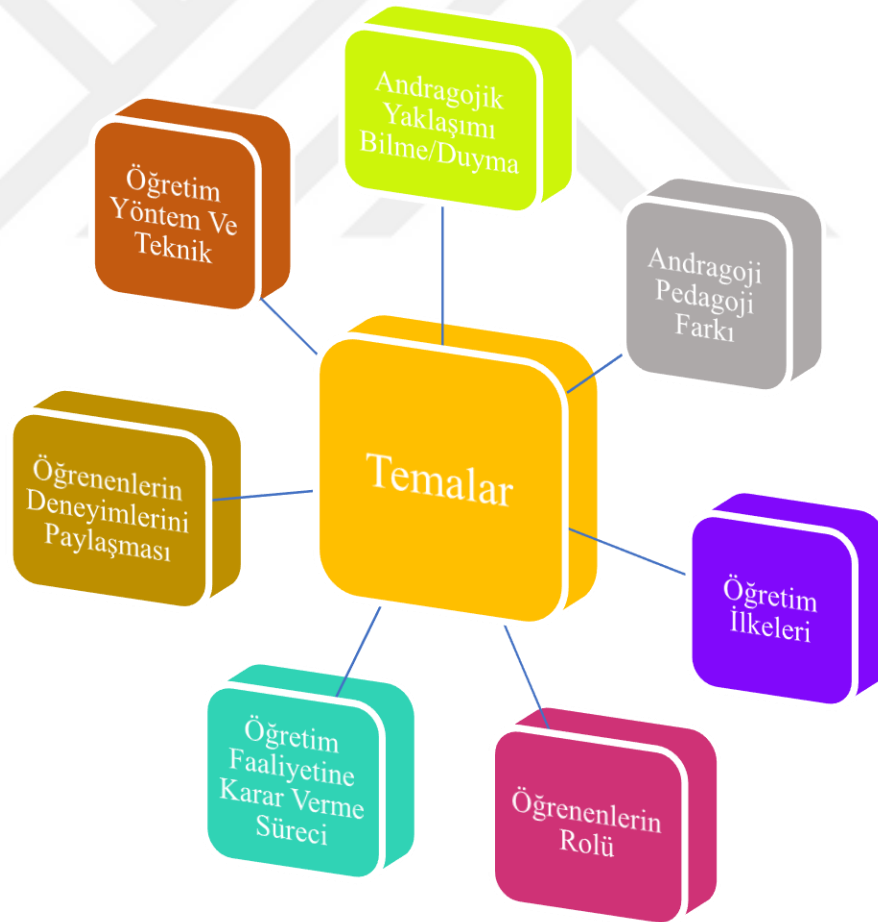 Andragojik
Yaklaşımı
Bilme/Duyma
Andragoji
Pedagoji
Farkı
Öğretim
İlkeleri
Öğrenenlerin
Rolü
Öğretim
Faaliyetine
Karar Verme
Süreci
Öğrenenlerin
Deneyimlerini
Paylaşması
Öğretim
Yöntem Ve
Teknik
Temalar